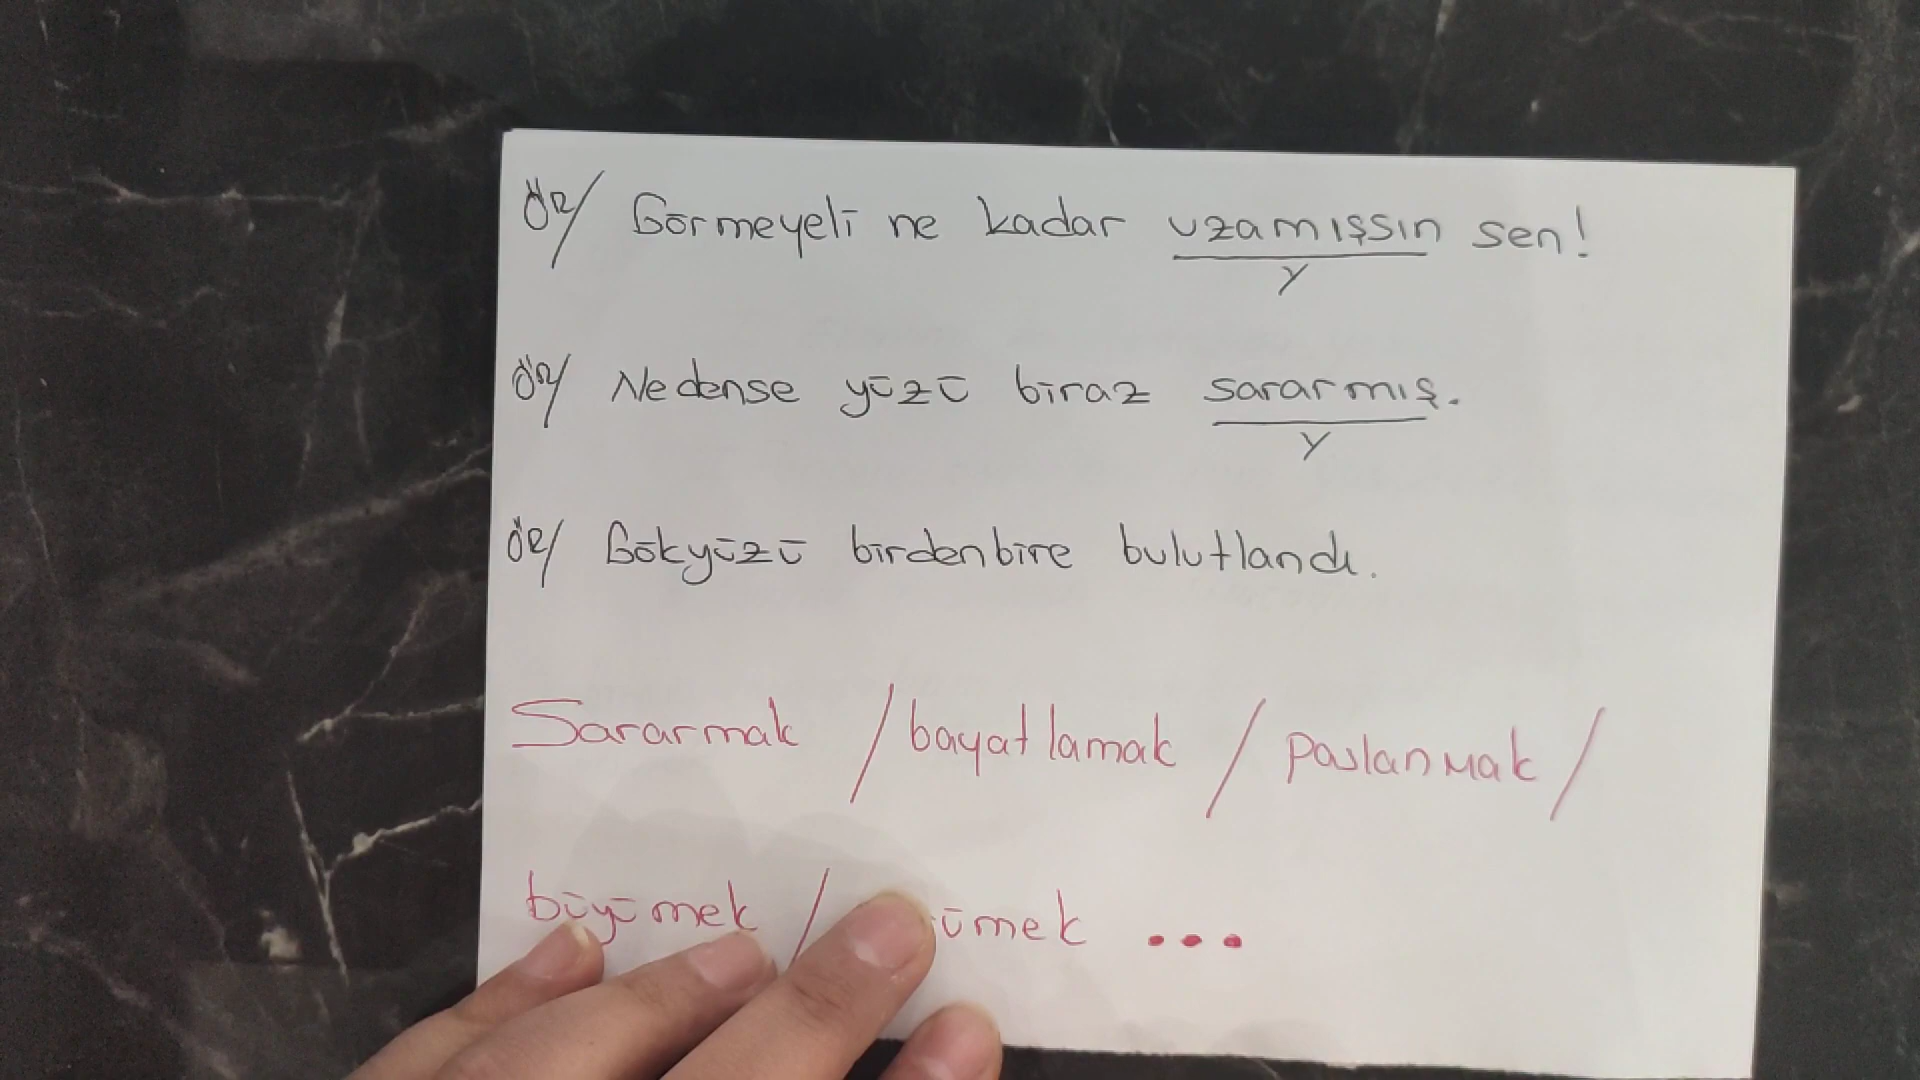 ÖR/ Görmeyeli ne kadar uzamışsın sen!
Y
ÖR/ Nedense yüzü biraz sararmış.
Y
ÖR/ Gökyüzü birdenbire bulutlandı.
Sararmak / bayatlamak / paslanmak /
büyümek / ...